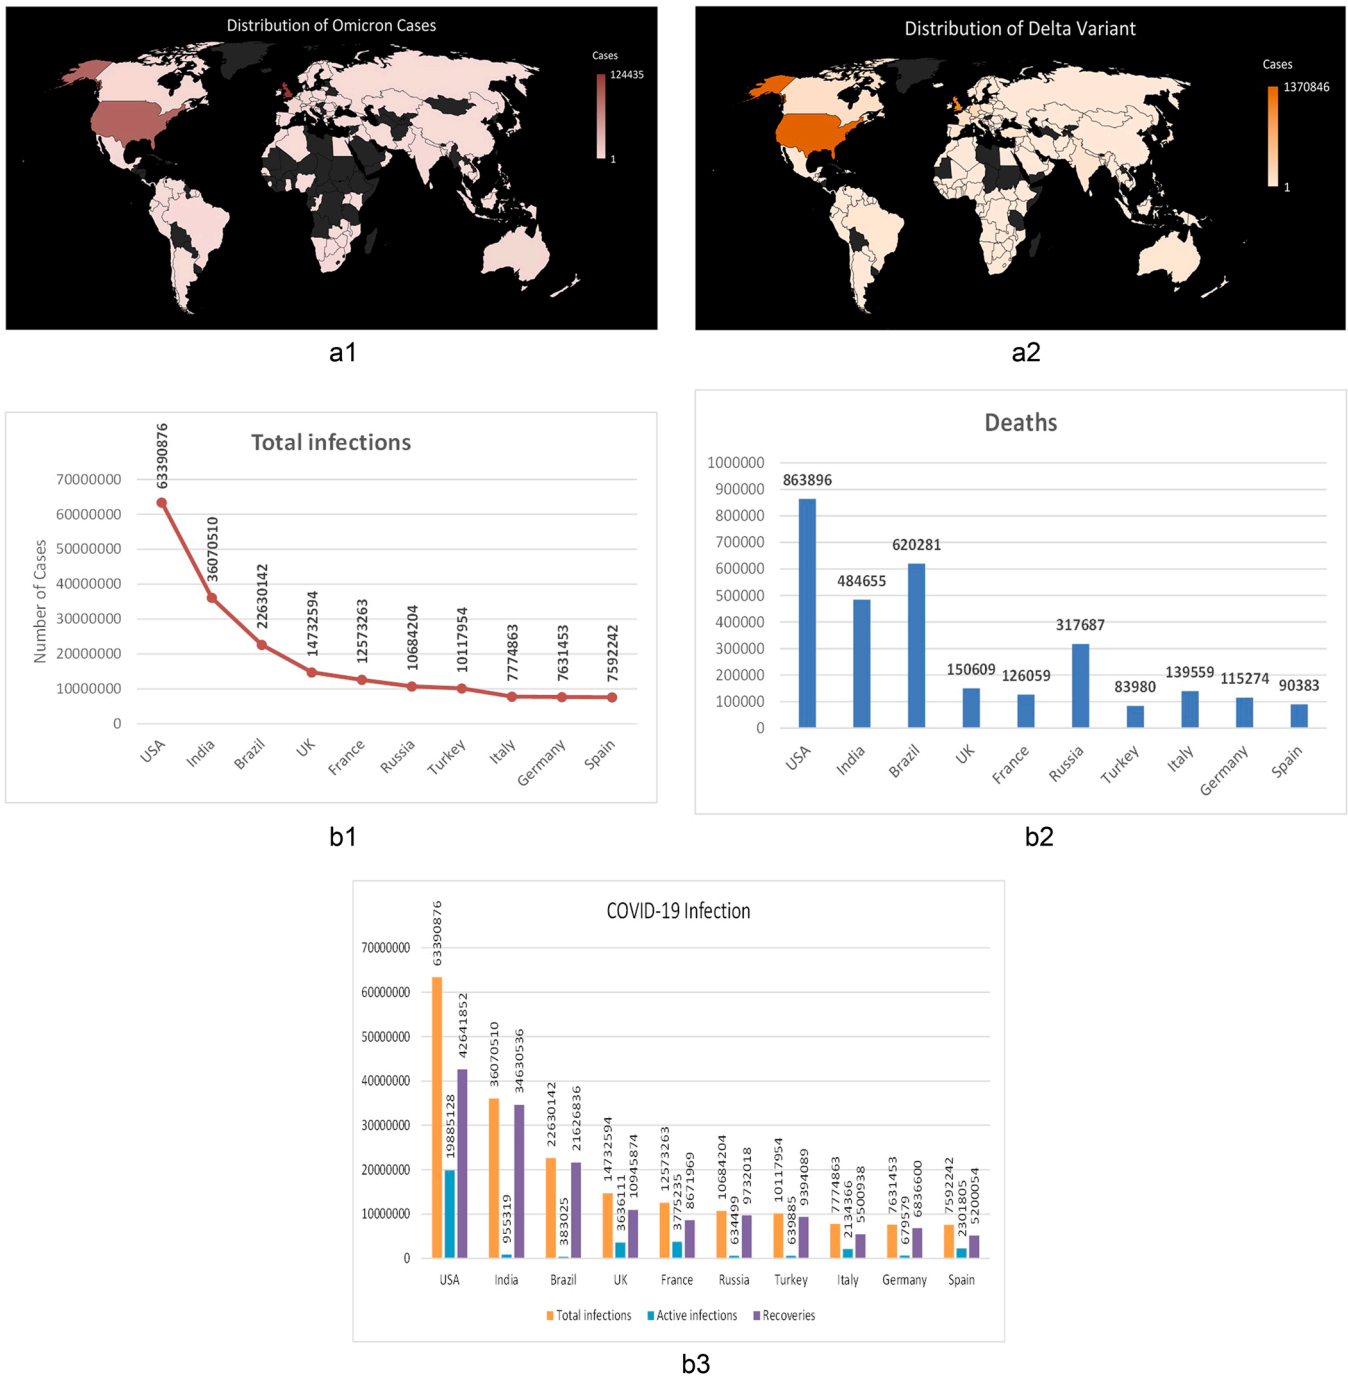 Distribution of Omicron Cases
Cases
124435
1
a1
Distribution of Delta Variant
Cases
1370846
1
a2
Total infections
Number of Cases
70000000
60000000
50000000
40000000
30000000
20000000
10000000
0
63390876
36070510
22630142
14732594
12573263
10684204
10117954
7774863
7631453
7592242
USA
India
Brazil
UK
France
Russia
Turkey
Italy
Germany
Spain
b1
Deaths
1000000
900000
800000
700000
600000
500000
400000
300000
200000
100000
0
863896
484655
620281
150609
126059
317687
83980
139559
115274
90383
USA
India
Brazil
UK
France
Russia
Turkey
Italy
Germany
Spain
b2
COVID-19 Infection
70000000
60000000
50000000
40000000
30000000
20000000
10000000
0
63390876
19885128
42641852
36070510
955319
34630536
22630142
383025
21626836
14732594
3636111
10945874
12573263
3775235
8671969
10684204
634499
9732018
10117954
639885
9394089
7774863
2134366
5500938
7631453
679579
6836600
7592242
2301805
5200054
USA
India
Brazil
UK
France
Russia
Turkey
Italy
Germany
Spain
Total infections
Active infections
Recoveries
b3